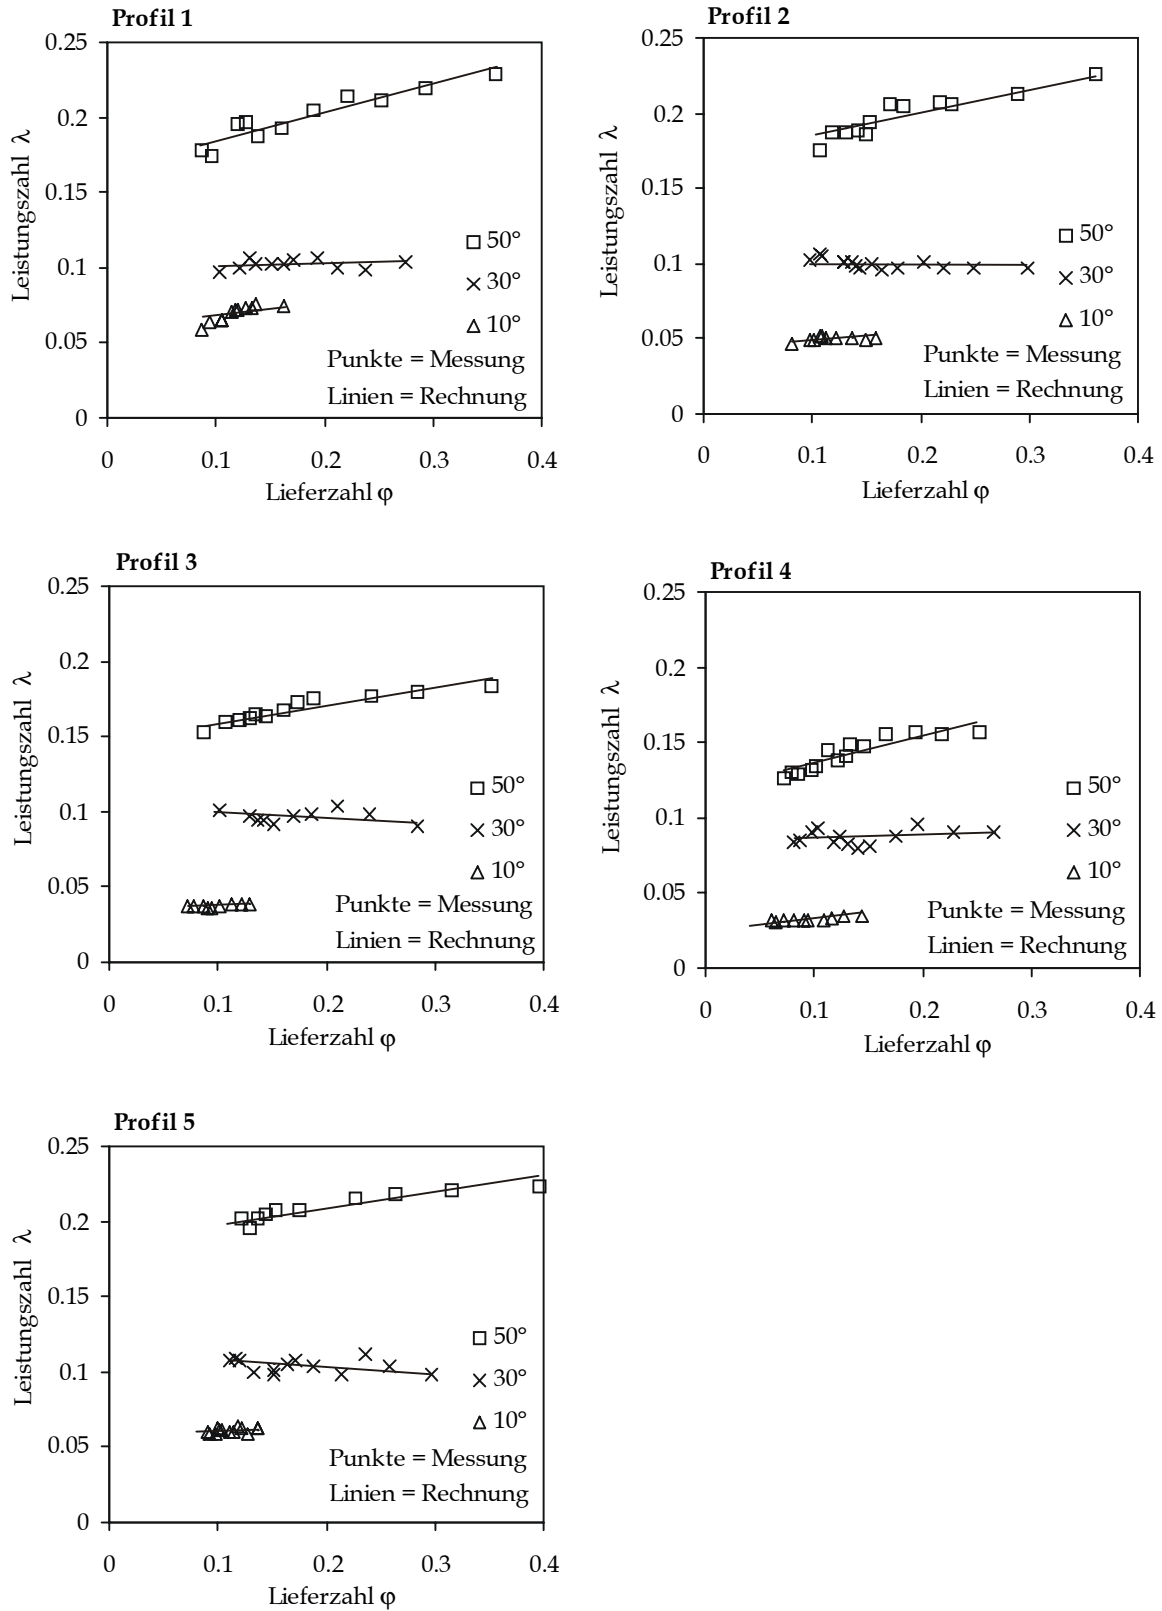 Profil 1
0.25
0.2
0.15
0.1
0.05
0
Leistungszahl λ
50°
30°
10°
Punkte = Messung
Linien = Rechnung
0 0.1 0.2 0.3 0.4
Lieferzahl φ
Profil 2
0.25
0.2
0.15
0.1
0.05
0
Leistungszahl λ
50°
30°
10°
Punkte = Messung
Linien = Rechnung
0 0.1 0.2 0.3 0.4
Lieferzahl φ
Profil 3
0.25
0.2
0.15
0.1
0.05
0
Leistungszahl λ
50°
30°
10°
Punkte = Messung
Linien = Rechnung
0 0.1 0.2 0.3 0.4
Lieferzahl φ
Profil 4
0.25
0.2
0.15
0.1
0.05
0
Leistungszahl λ
50°
30°
10°
Punkte = Messung
Linien = Rechnung
0 0.1 0.2 0.3 0.4
Lieferzahl φ
Profil 5
0.25
0.2
0.15
0.1
0.05
0
Leistungszahl λ
50°
30°
10°
Punkte = Messung
Linien = Rechnung
0 0.1 0.2 0.3 0.4
Lieferzahl φ